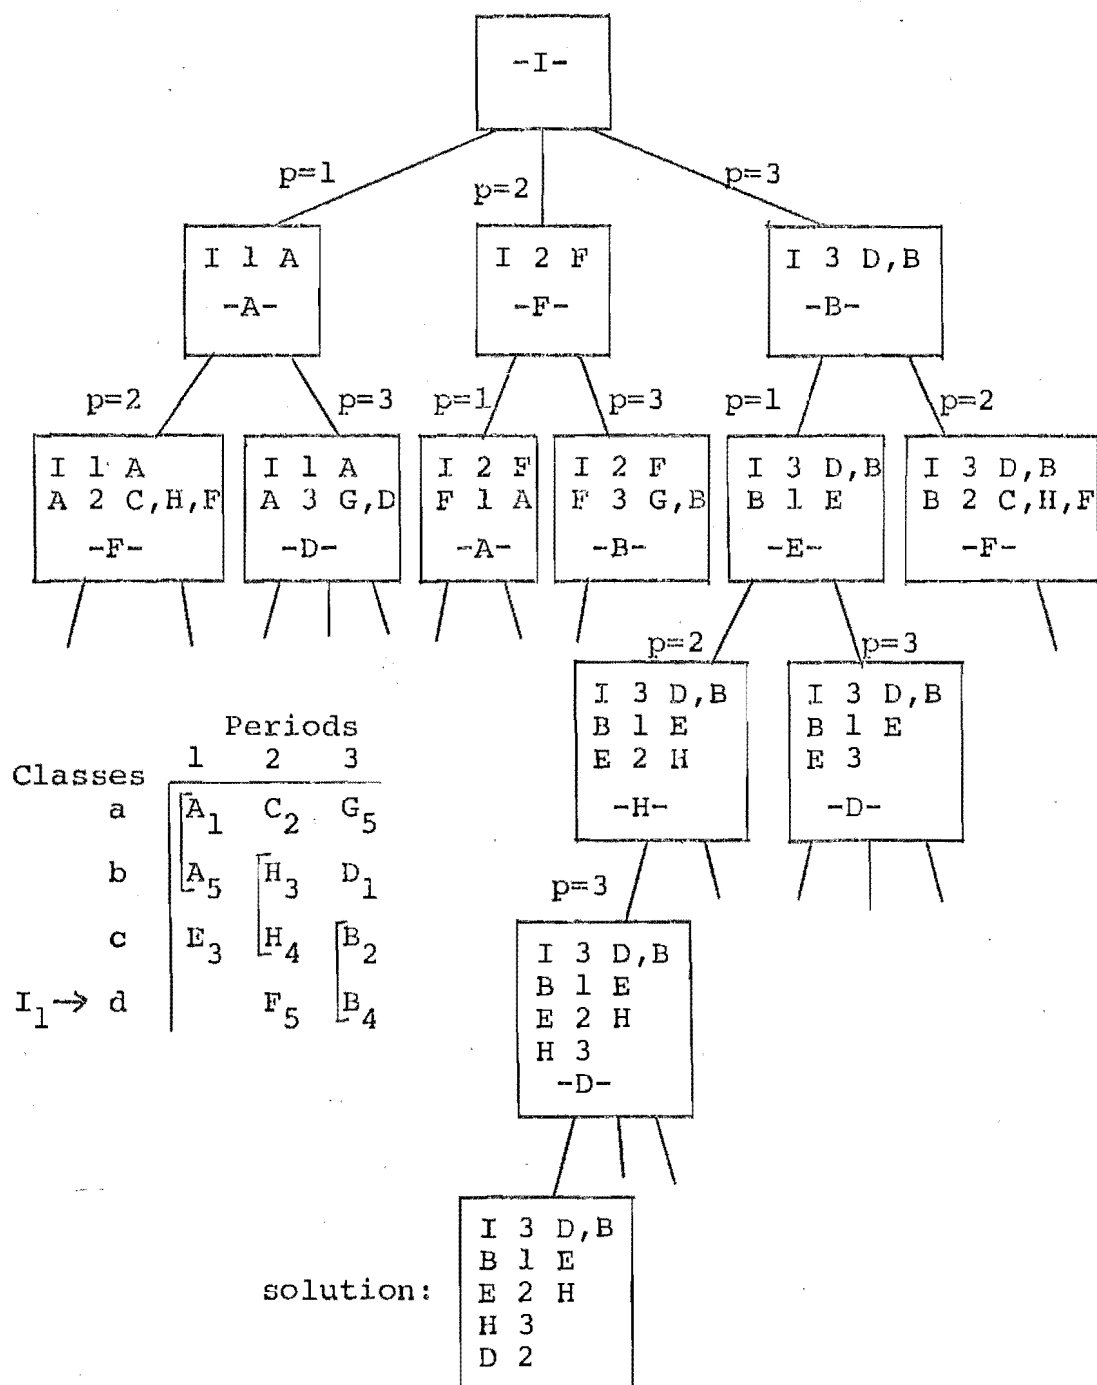 -I-
p=1
p=2
p=3
I 1 A
-A-
I 2 F
-F-
I 3 D,B
-B-
p=2
p=3
p=1
p=3
p=1
p=2
I 1 A
A 2 C,H,F
-F-
I 1 A
A 3 G,D
-D-
I 2 F
F 1 A
-A-
I 2 F
F 3 G,B
-B-
I 3 D,B
B 1 E
-E-
I 3 D,B
B 2 C,H,F
-F-
p=2
p=3
I 3 D,B
B 1 E
E 2 H
-H-
I 3 D,B
B 1 E
E 3
-D-
Periods
1 2 3
Classes
a A1 C2 G5
b A5 H3 D1
c E3 H4 B2
I1→ d F5 B4
p=3
I 3 D,B
B 1 E
E 2 H
H 3
-D-
solution:
I 3 D,B
B 1 E
E 2 H
H 3
D 2